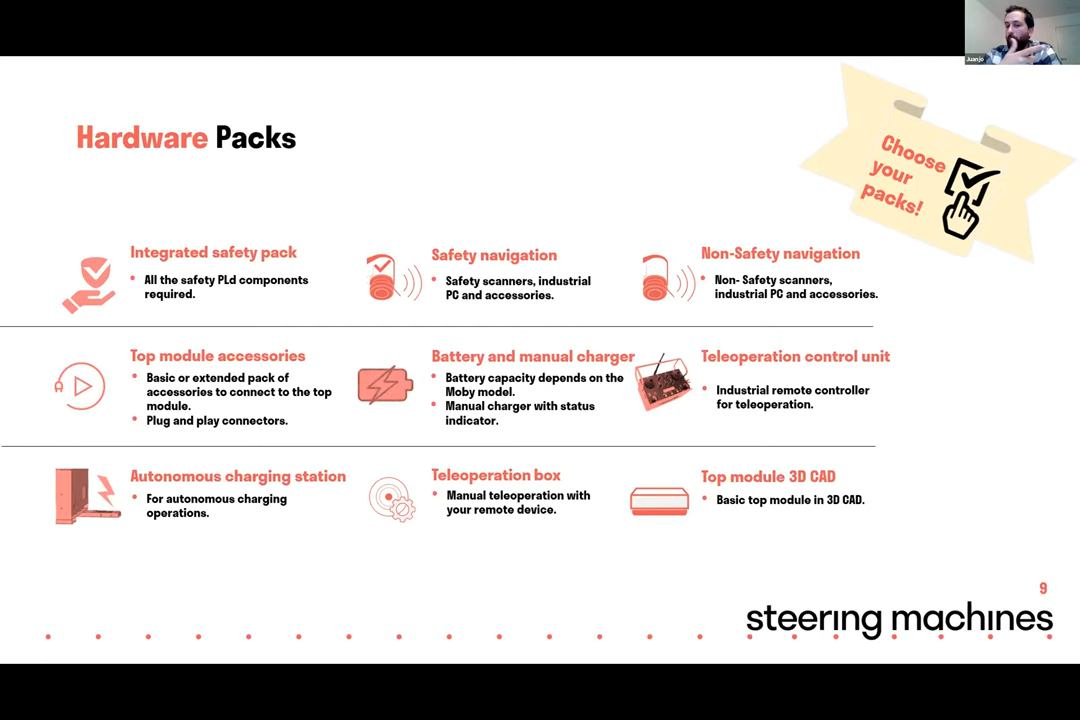 Juanjo
Choose
your
packs!
Hardware Packs
Integrated safety pack
• All the safety PLd components
required.
Safety navigation
• Safety scanners, industrial
PC and accessories.
Non-Safety navigation
• Non- Safety scanners,
industrial PC and accessories.
Top module accessories
• Basic or extended pack of
accessories to connect to the top
module.
• Plug and play connectors.
Battery and manual charger
• Battery capacity depends on the
Moby model.
• Manual charger with status
indicator.
Teleoperation control unit
• Industrial remote controller
for teleoperation.
Autonomous charging station
• For autonomous charging
operations.
Teleoperation box
• Manual teleoperation with
your remote device.
Top module 3D CAD
• Basic top module in 3D CAD.
9
steering machines